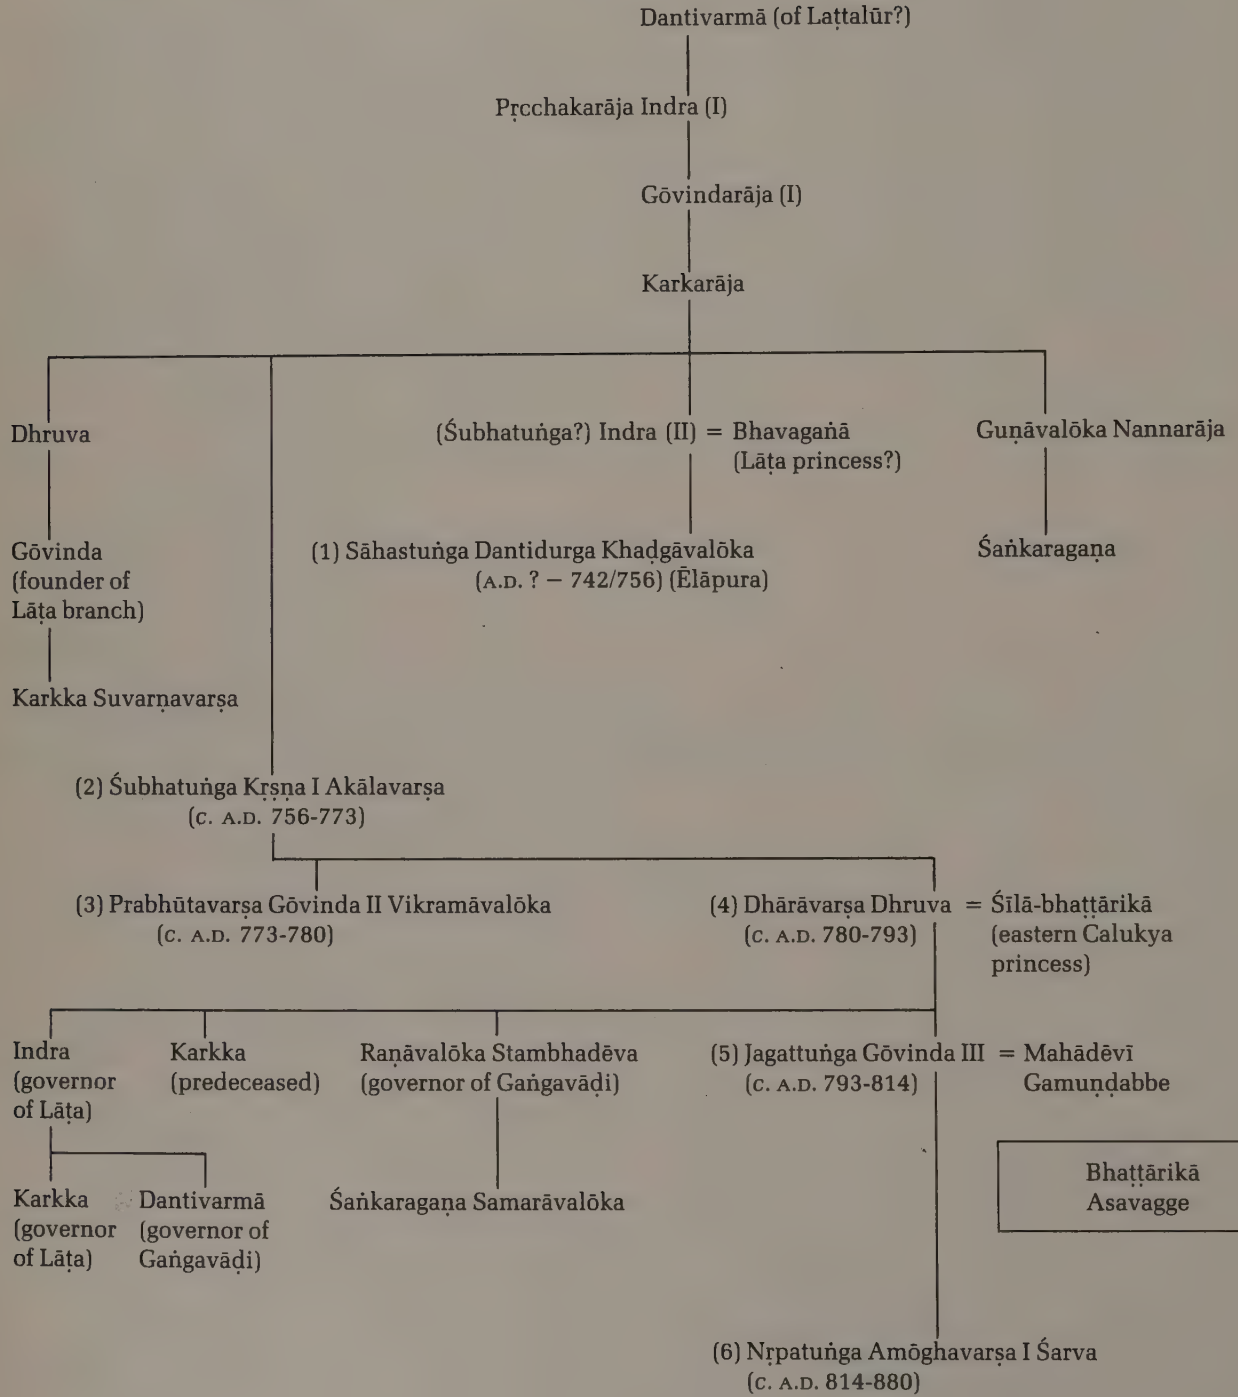 Dantivarmā (of Laṭṭalūr?)
Pṛcchakarāja Indra (I)
Gōvindarāja (I)
Karkarāja
Dhruva
(Śubhatuṅga?) Indra (II) = Bhavagaṅā
(Lāṭa princess?)
Guṇāvalōka Nannarāja
Gōvinda
(founder of
Lāṭa branch)
(1) Sāhastuṅga Dantidurga Khaḍgāvalōka
(A.D. ? – 742/756) (Ēlāpura)
Śaṅkaragaṇa
Karkka Suvarṇavarṣa
(2) Śubhatuṅga Kṛṣṇa I Akālavarṣa
(C. A.D. 756-773)
(3) Prabhūtavarṣa Gōvinda II Vikramāvalōka
(C. A.D. 773-780)
(4) Dhārāvarṣa Dhruva = Śīlā-bhaṭṭārikā
(C. A.D. 780-793)
(eastern Calukya
princess)
Indra
(governor
of Lāṭa)
Karkka
(predeceased)
Raṇāvalōka Stambhadēva
(governor of Gaṅgavāḍi)
(5) Jagattuṅga Gōvinda III = Mahādēvī
(C. A.D. 793-814)
Gamuṇḍabbe
Karkka
(governor
of Lāṭa)
Dantivarmā
(governor of
Gaṅgavāḍi)
Śaṅkaragaṇa Samarāvalōka
Bhaṭṭārikā
Asavagge
(6) Nṛpatuṅga Amōghavarṣa I Śarva
(C. A.D. 814-880)